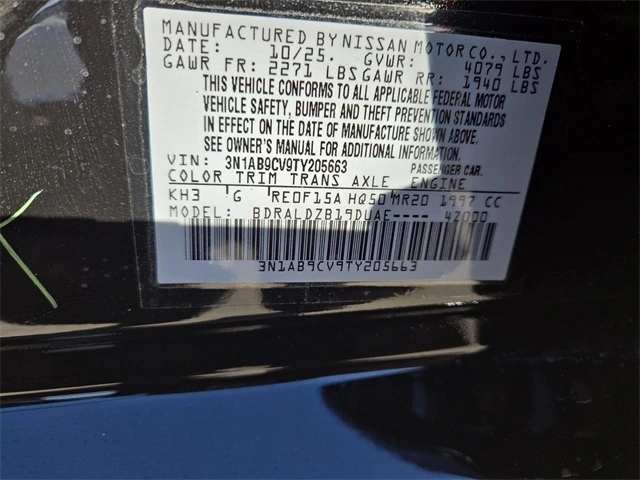 MANUFACTURED BY NISSAN MOTOR CO., LTD.
DATE: 10/25. GVWR: 4079 LBS
GAWR FR: 2271 LBS GAWR RR: 1940 LBS
THIS VEHICLE CONFORMS TO ALL APPLICABLE FEDERAL MOTOR
VEHICLE SAFETY, BUMPER AND THEFT PREVENTION STANDARDS
IN EFFECT ON THE DATE OF MANUFACTURE SHOWN ABOVE.
SEE OWNER'S MANUAL FOR ADDITIONAL INFORMATION.
VIN: 3N1AB9CV9TY205663 PASSENGER CAR.
COLOR TRIM TRANS AXLE ENGINE
KH3 G RE0F15A HQ50 MR20 1997 CC
MODEL: BDRALDZB19DUAE---- 4Z000
3N1AB9CV9TY205663